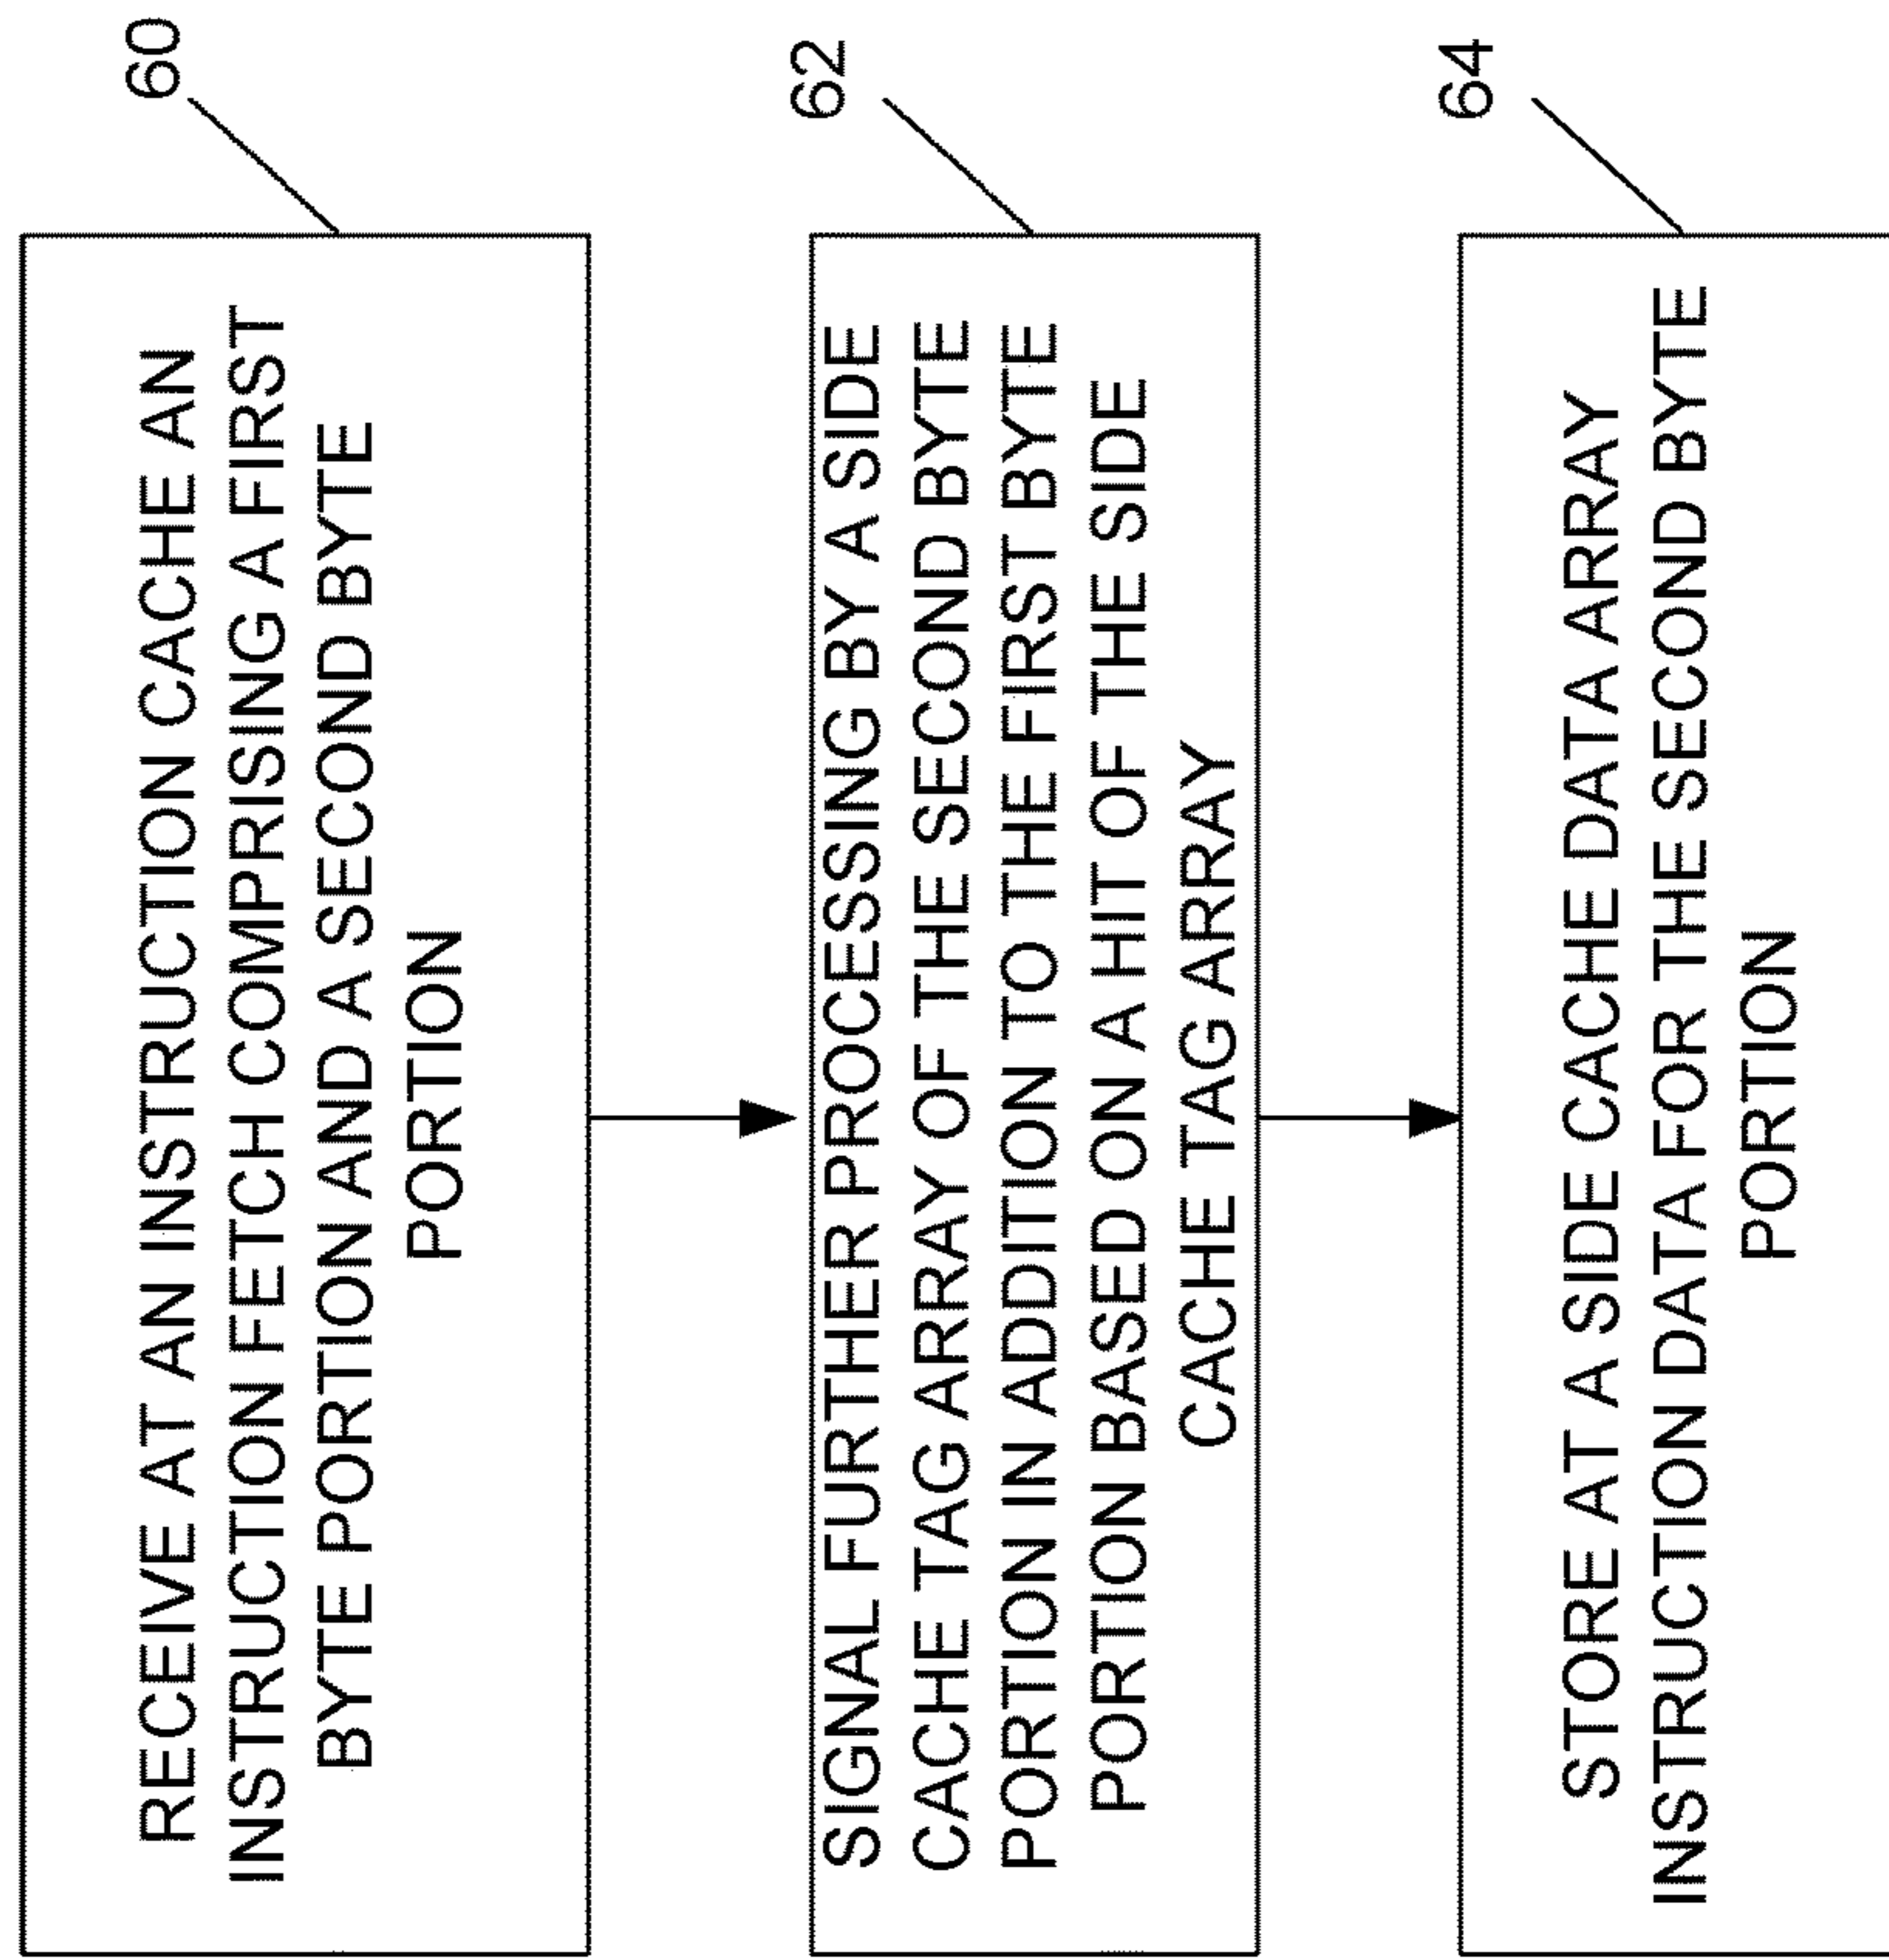 RECEIVE AT AN INSTRUCTION CACHE AN
INSTRUCTION FETCH COMPRISING A FIRST
BYTE PORTION AND A SECOND BYTE
PORTION
60
SIGNAL FURTHER PROCESSING BY A SIDE
CACHE TAG ARRAY OF THE SECOND BYTE
PORTION IN ADDITION TO THE FIRST BYTE
PORTION BASED ON A HIT OF THE SIDE
CACHE TAG ARRAY
62
STORE AT A SIDE CACHE DATA ARRAY
INSTRUCTION DATA FOR THE SECOND BYTE
PORTION
64